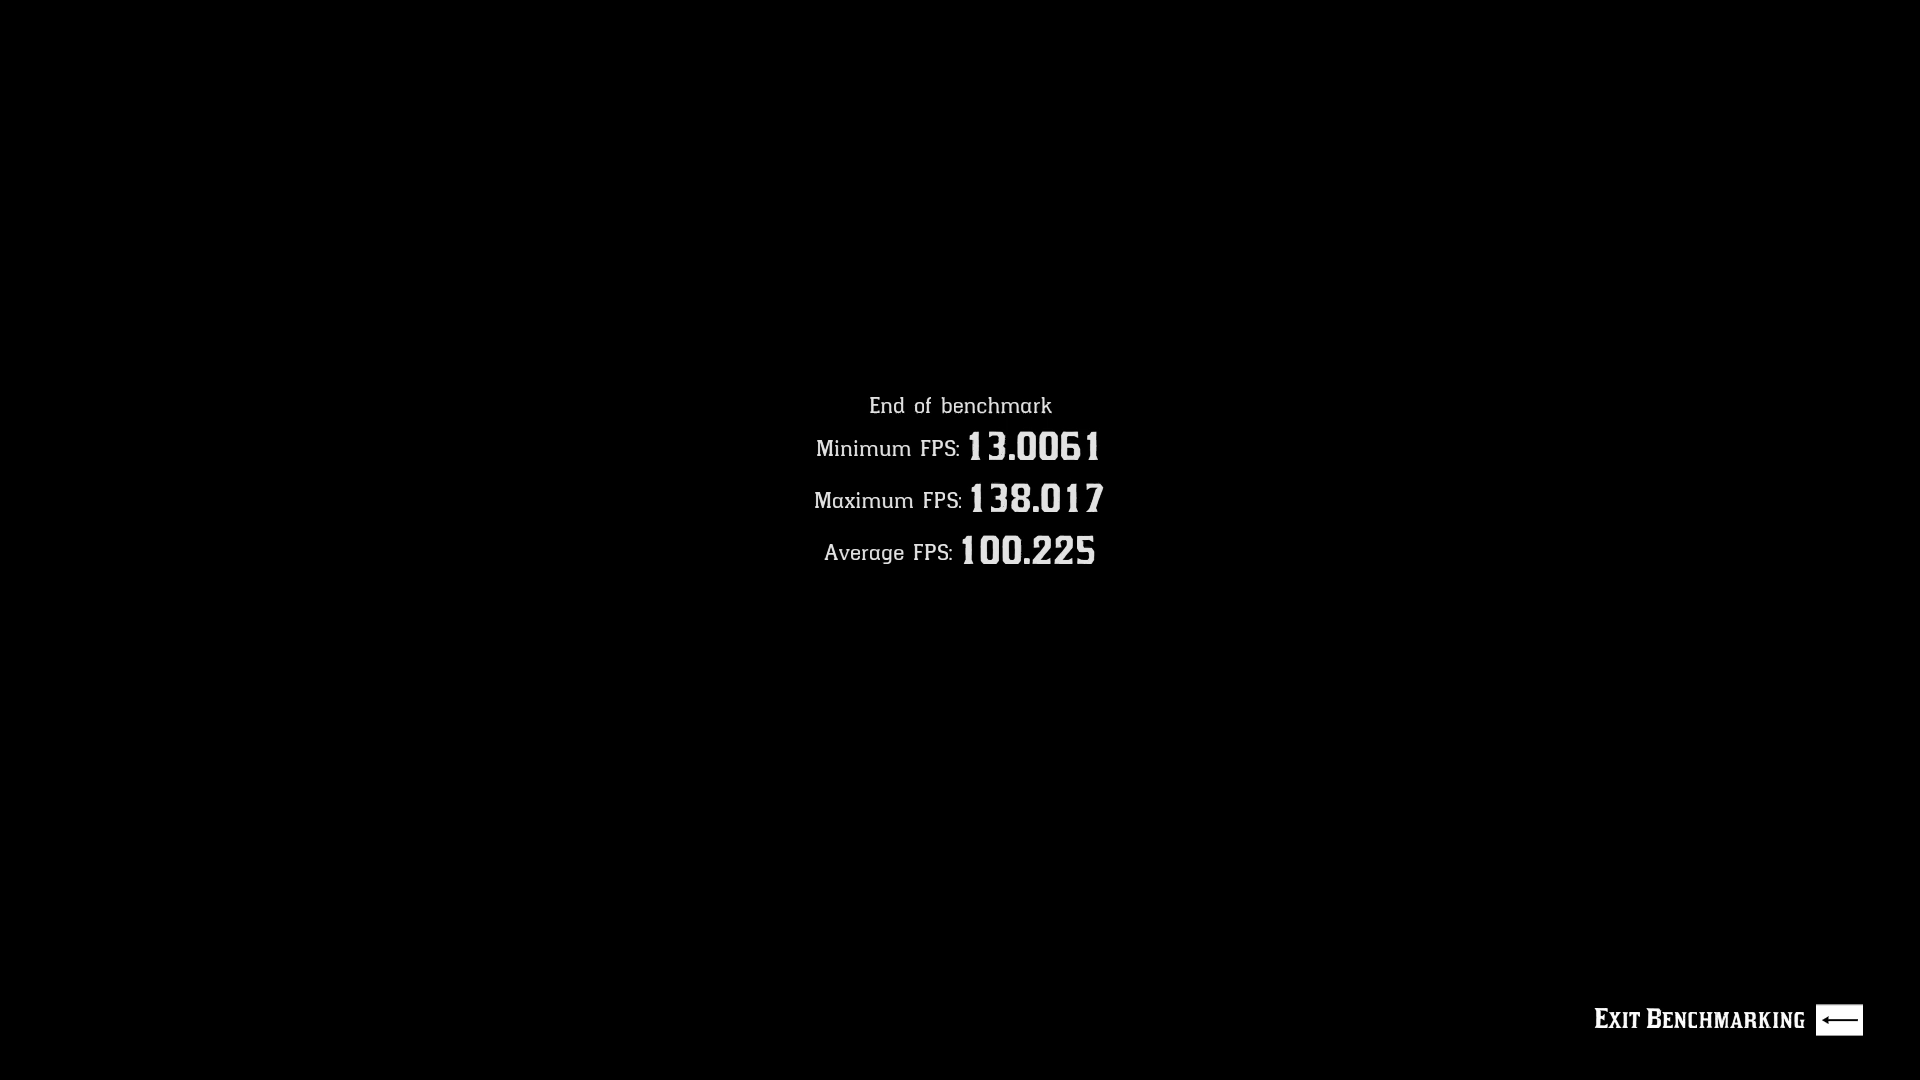 End of benchmark
Minimum FPS: 13.0061
Maximum FPS: 138.017
Average FPS: 100.225
Exit Benchmarking